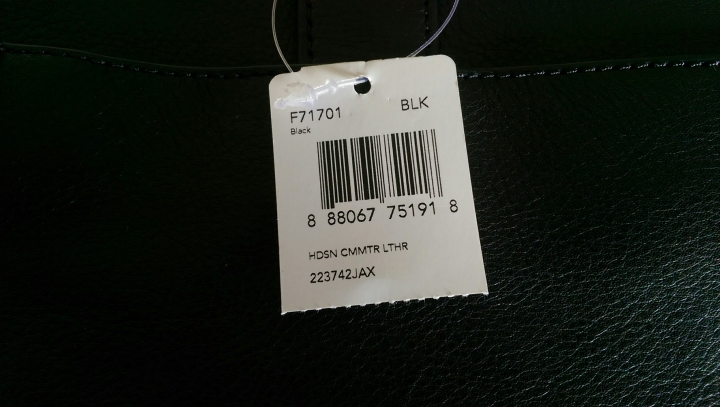 F71701 BLK
Black
8 88067 75191 8
HDSN CMMTR LTHR
223742JAX